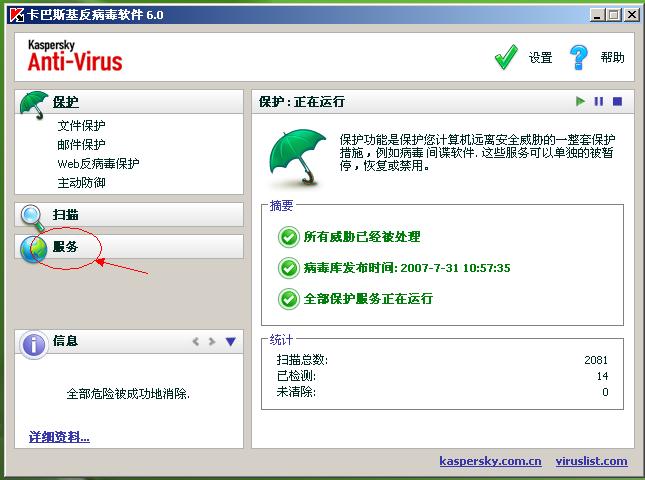 卡巴斯基反病毒软件 6.0
Kaspersky
Anti-Virus
设置
帮助
保护
文件保护
邮件保护
Web反病毒保护
主动防御
扫描
服务
信息
全部危险被成功地消除.
详细资料...
保护 : 正在运行
保护功能是保护您计算机远离安全威胁的一整套保护
措施，例如病毒 间谍软件. 这些服务可以单独的被暂
停，恢复或禁用。
摘要
所有威胁已经被处理
病毒库发布时间: 2007-7-31 10:57:35
全部保护服务正在运行
统计
扫描总数: 2081
已检测: 14
未清除: 0
kaspersky.com.cn viruslist.com